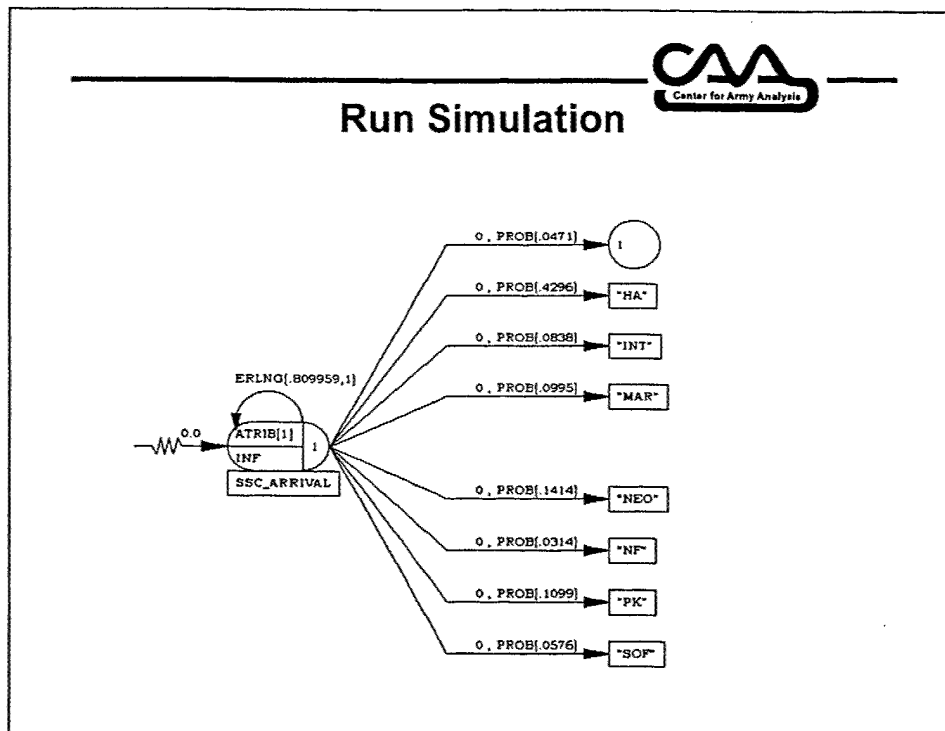 CAA
Center for Army Analysis
Run Simulation
0 , PROB[.0471]
1
0 , PROB[.4296]
"HA"
0 , PROB[.0838]
"INT"
0 , PROB[.0995]
"MAR"
ERLNG[.809959,1]
0.0
ATRIB[1]
INF
1
SSC_ARRIVAL
0 , PROB[.1414]
"NEO"
0 , PROB[.0314]
"NF"
0 , PROB[.1099]
"PK"
0 , PROB[.0576]
"SOF"